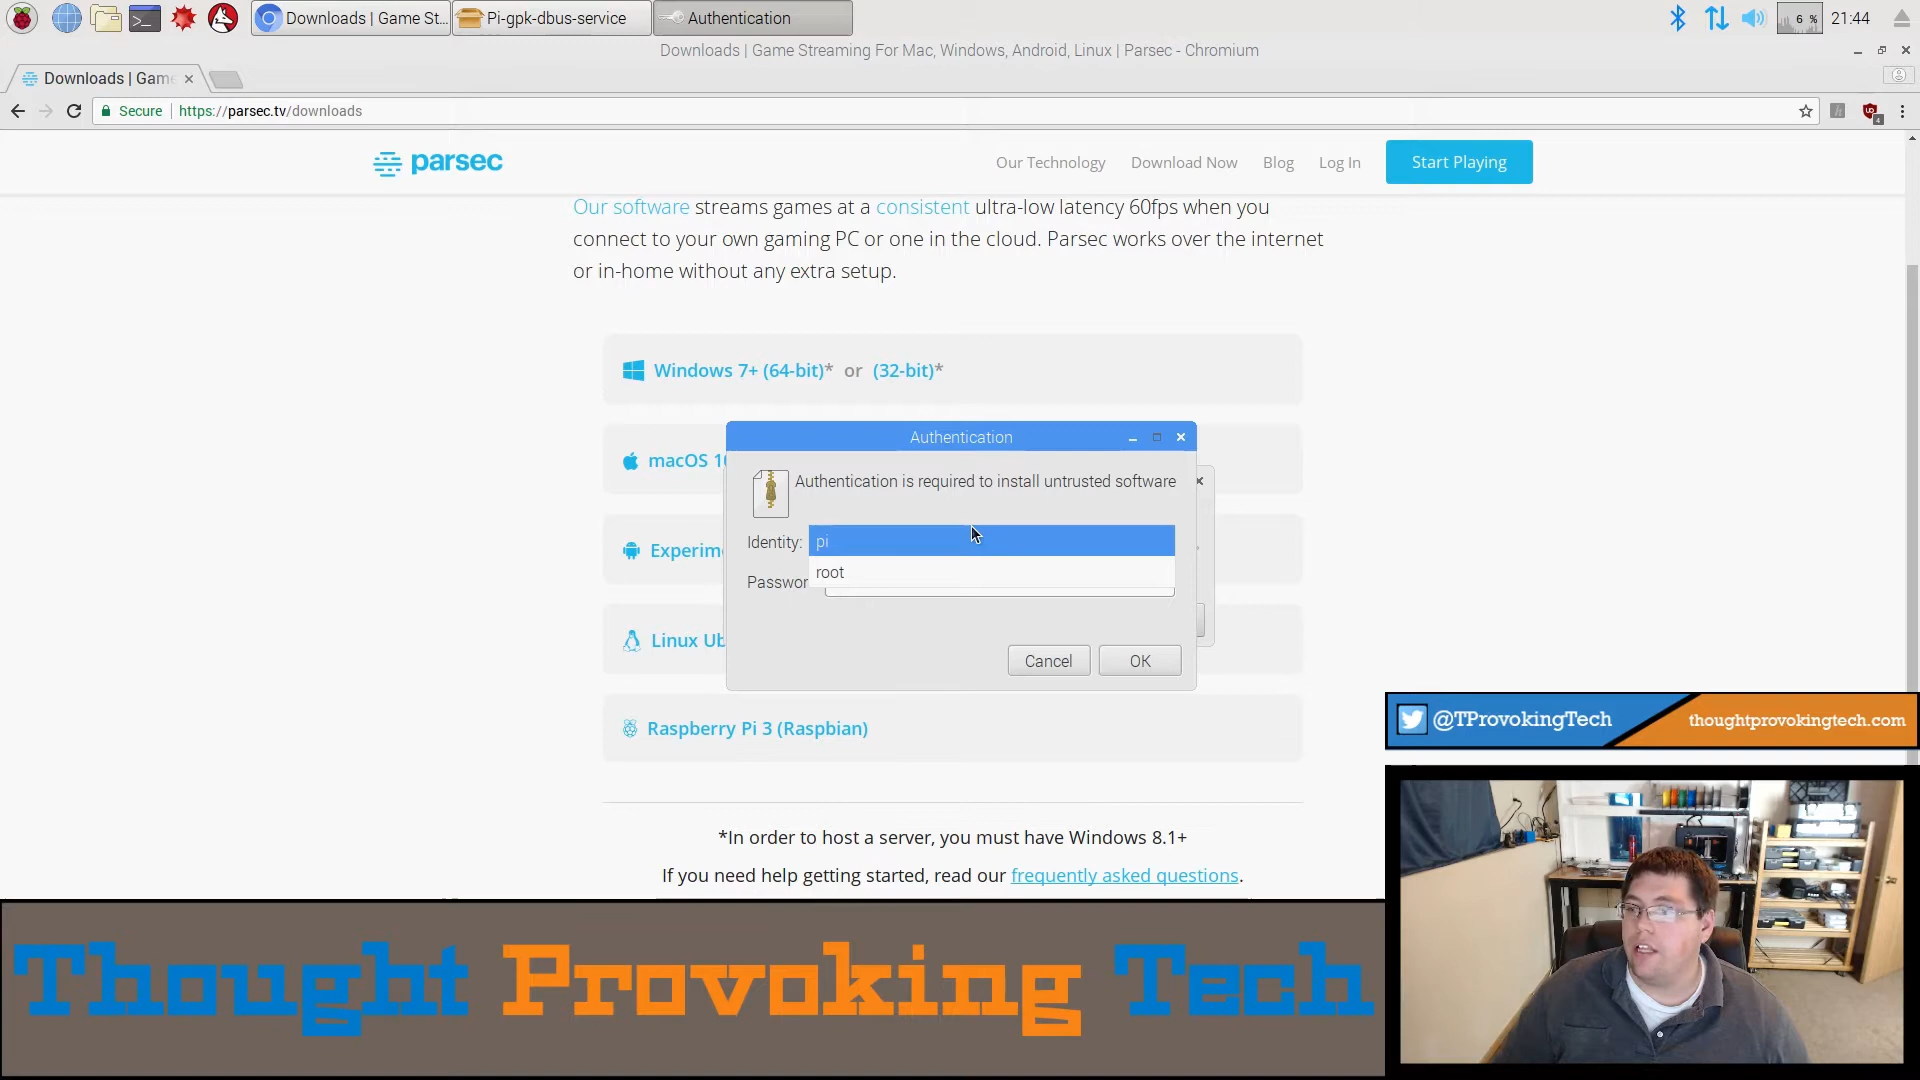 Downloads | Game St...
Pi-gpk-dbus-service
Authentication
6 %
21:44
Downloads | Game Streaming For Mac, Windows, Android, Linux | Parsec - Chromium
Downloads | Gam
Secure
https://parsec.tv/downloads
4
parsec
Our Technology
Download Now
Blog
Log In
Start Playing
Our software streams games at a consistent ultra-low latency 60fps when you
connect to your own gaming PC or one in the cloud. Parsec works over the internet
or in-home without any extra setup.
Windows 7+ (64-bit)* or (32-bit)*
Authentication
macOS 10
Authentication is required to install untrusted software
Identity:
pi
Experim
root
Passwor
Linux Ub
Cancel
OK
Raspberry Pi 3 (Raspbian)
@TProvokingTech
thoughtprovokingtech.com
*In order to host a server, you must have Windows 8.1+
If you need help getting started, read our frequently asked questions.
Thought Provoking Tech